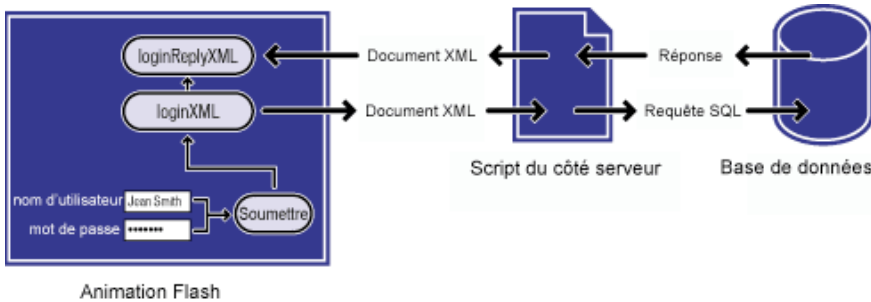 loginReplyXML
Document XML
Réponse
loginXML
Document XML
Requête SQL
Script du côté serveur
Base de données
nom d'utilisateur
Jean Smith
mot de passe
•••••••
Soumettre
Animation Flash